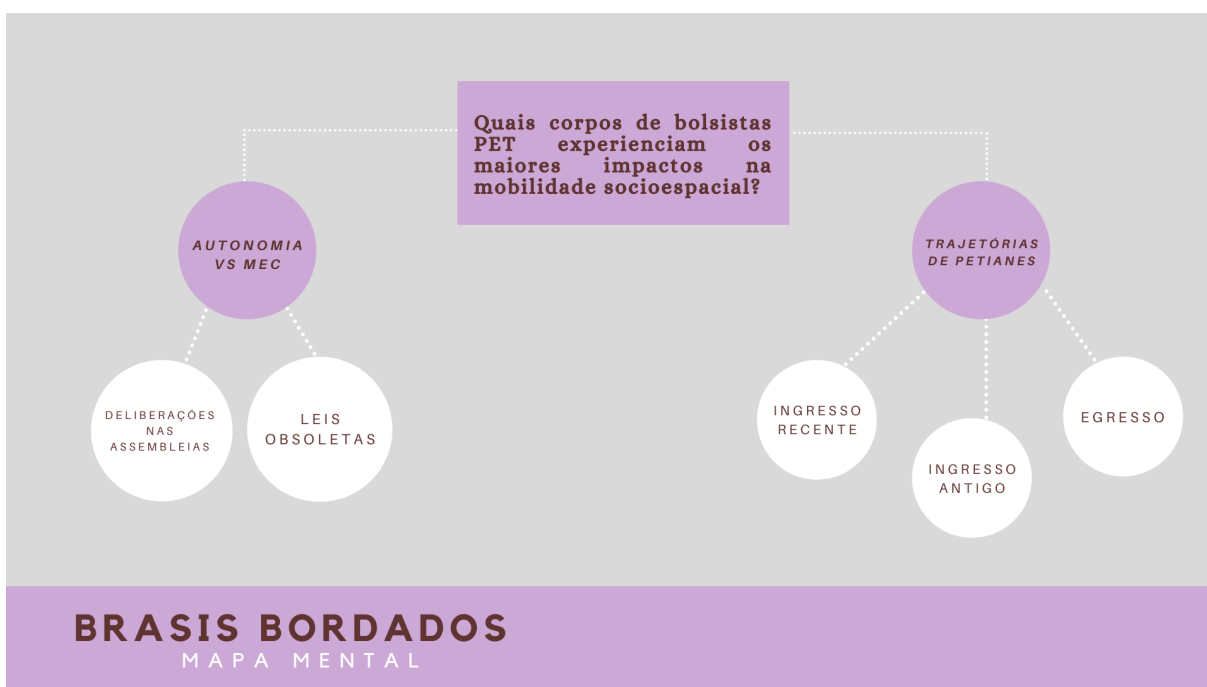 Quais corpos de bolsistas
PET experienciam os
maiores impactos na
mobilidade socioespacial?
AUTONOMIA
VS MEC
DELIBERAÇÕES
NAS
ASSEMBLEIAS
LEIS
OBSOLETAS
TRAJETÓRIAS
DE PETIANES
INGRESSO
RECENTE
INGRESSO
ANTIGO
EGRESSO
BRASIS BORDADOS
MAPA MENTAL